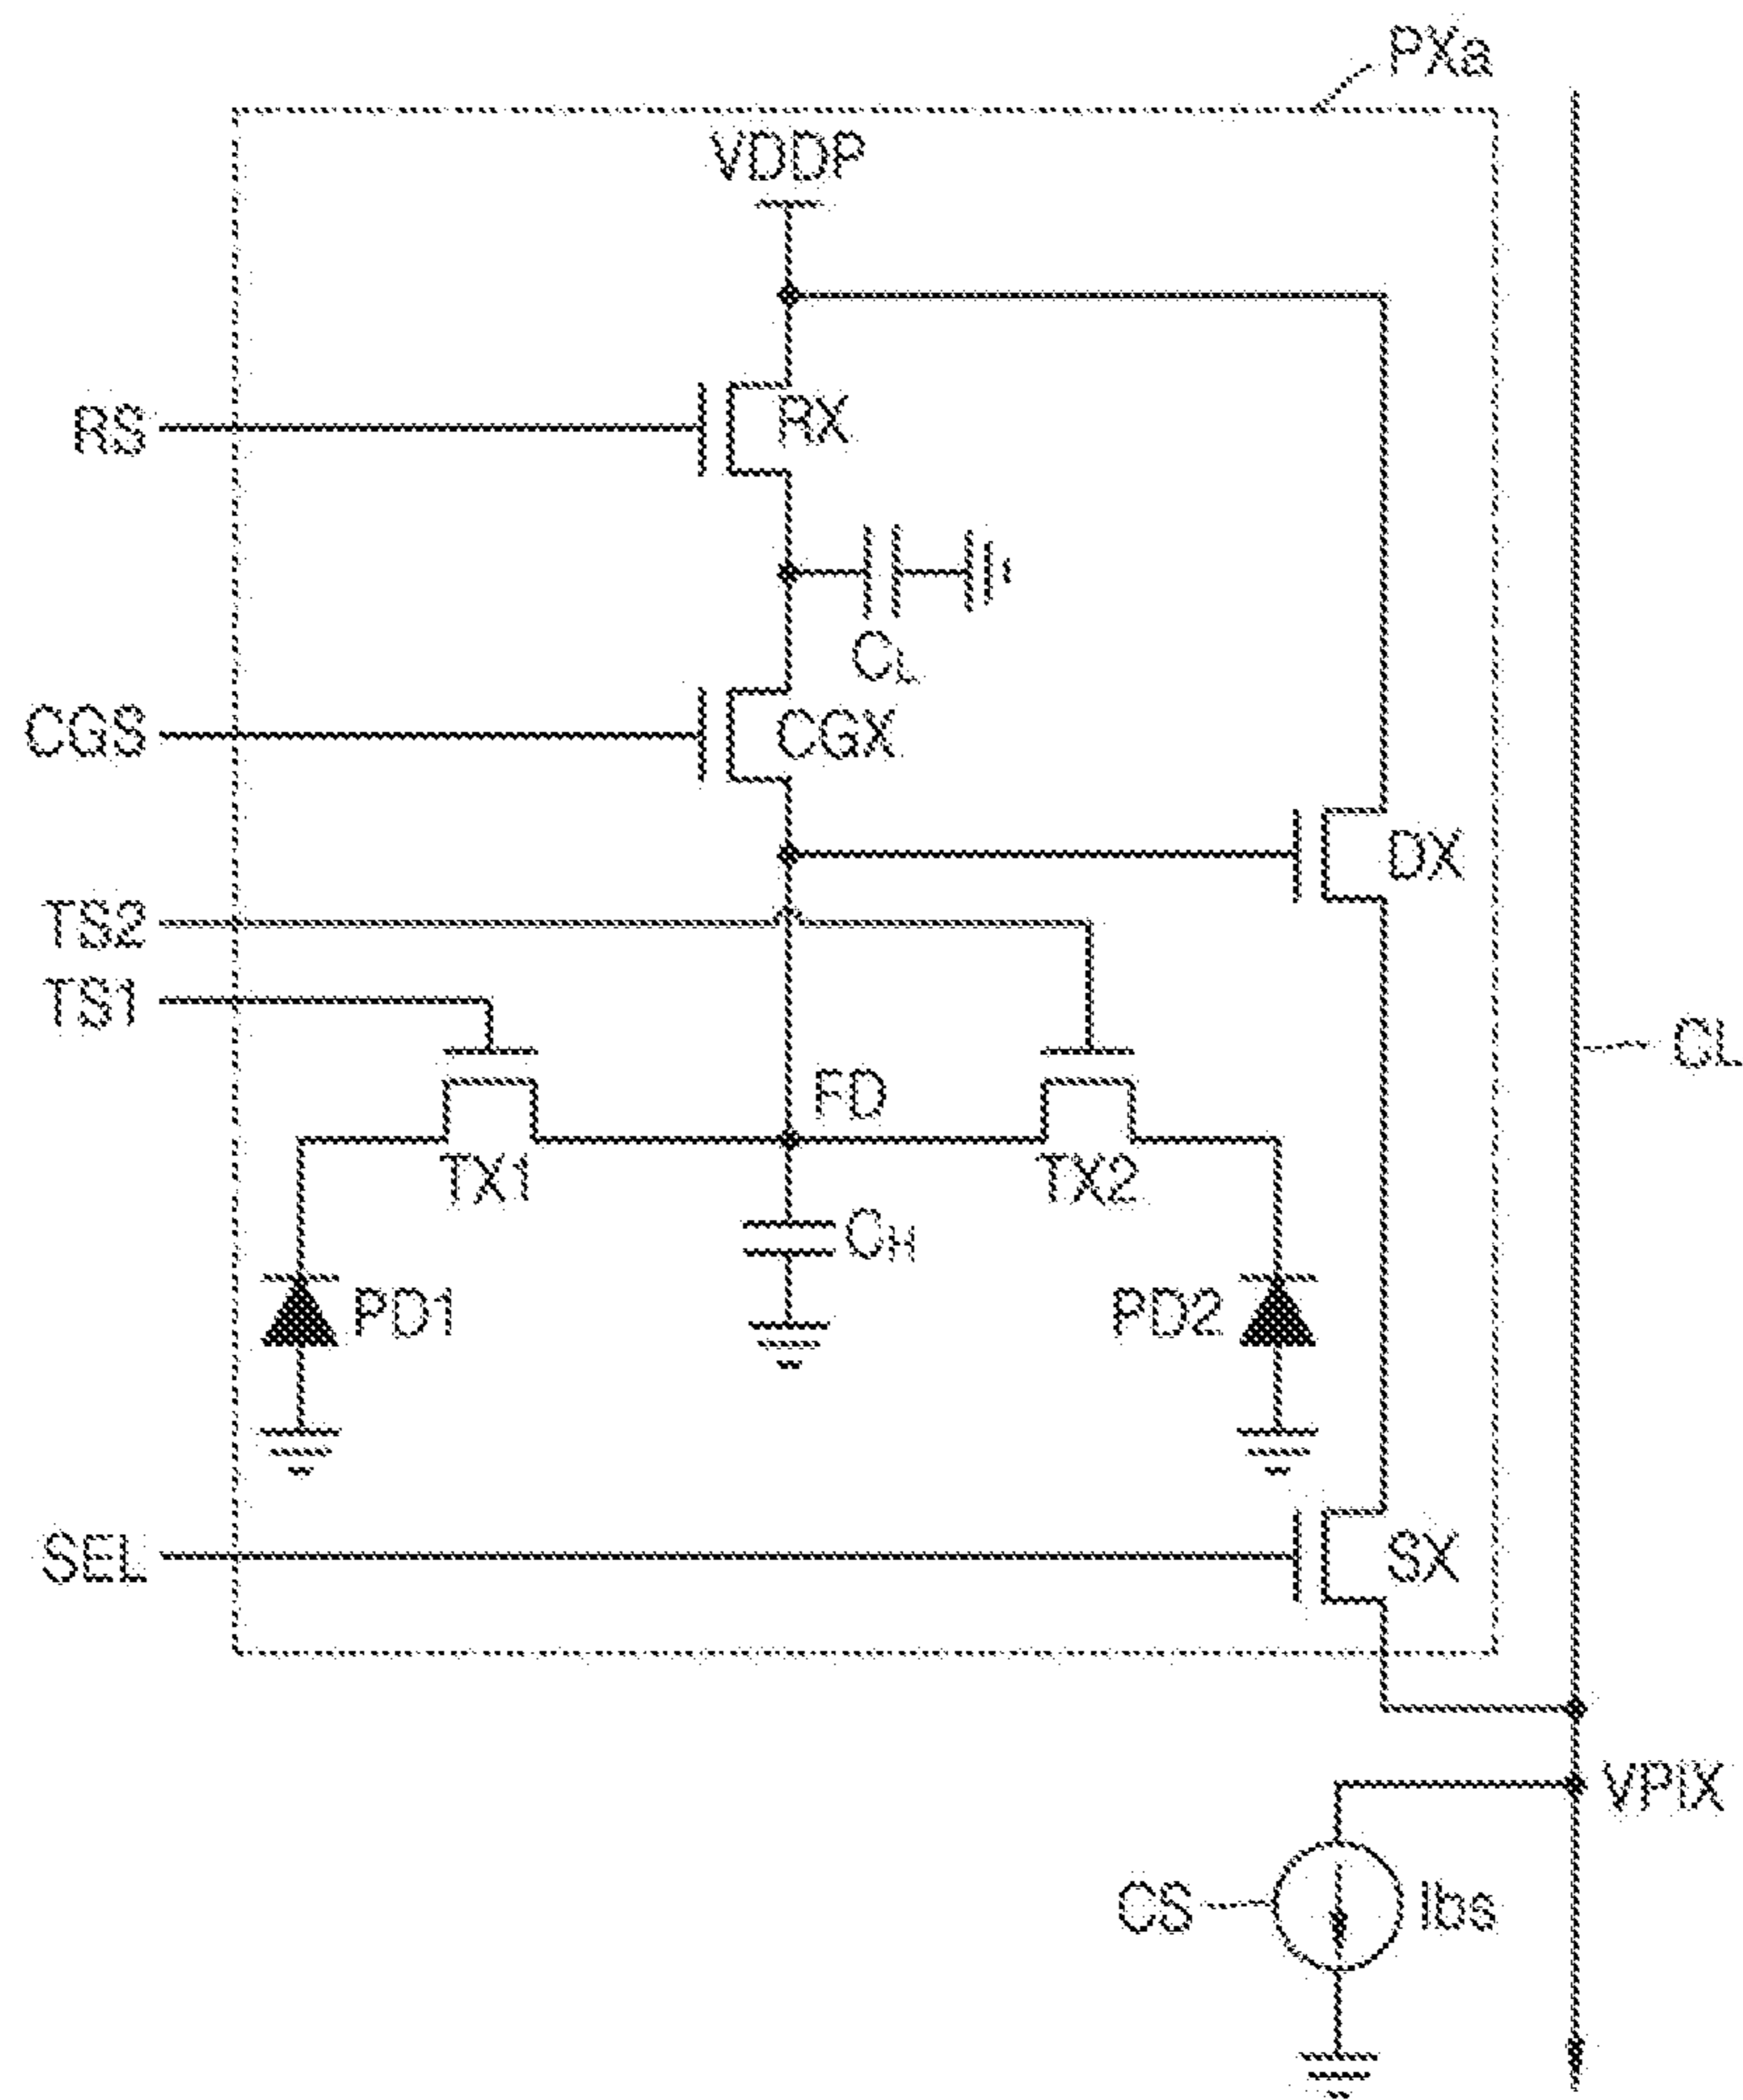 PXa
VDDP
RS
RX
CL
CGS
CGX
DX
TS2
TS1
CL
FD
TX1
TX2
CH
PD1
PD2
SEL
SX
VPIX
CS
Ibs